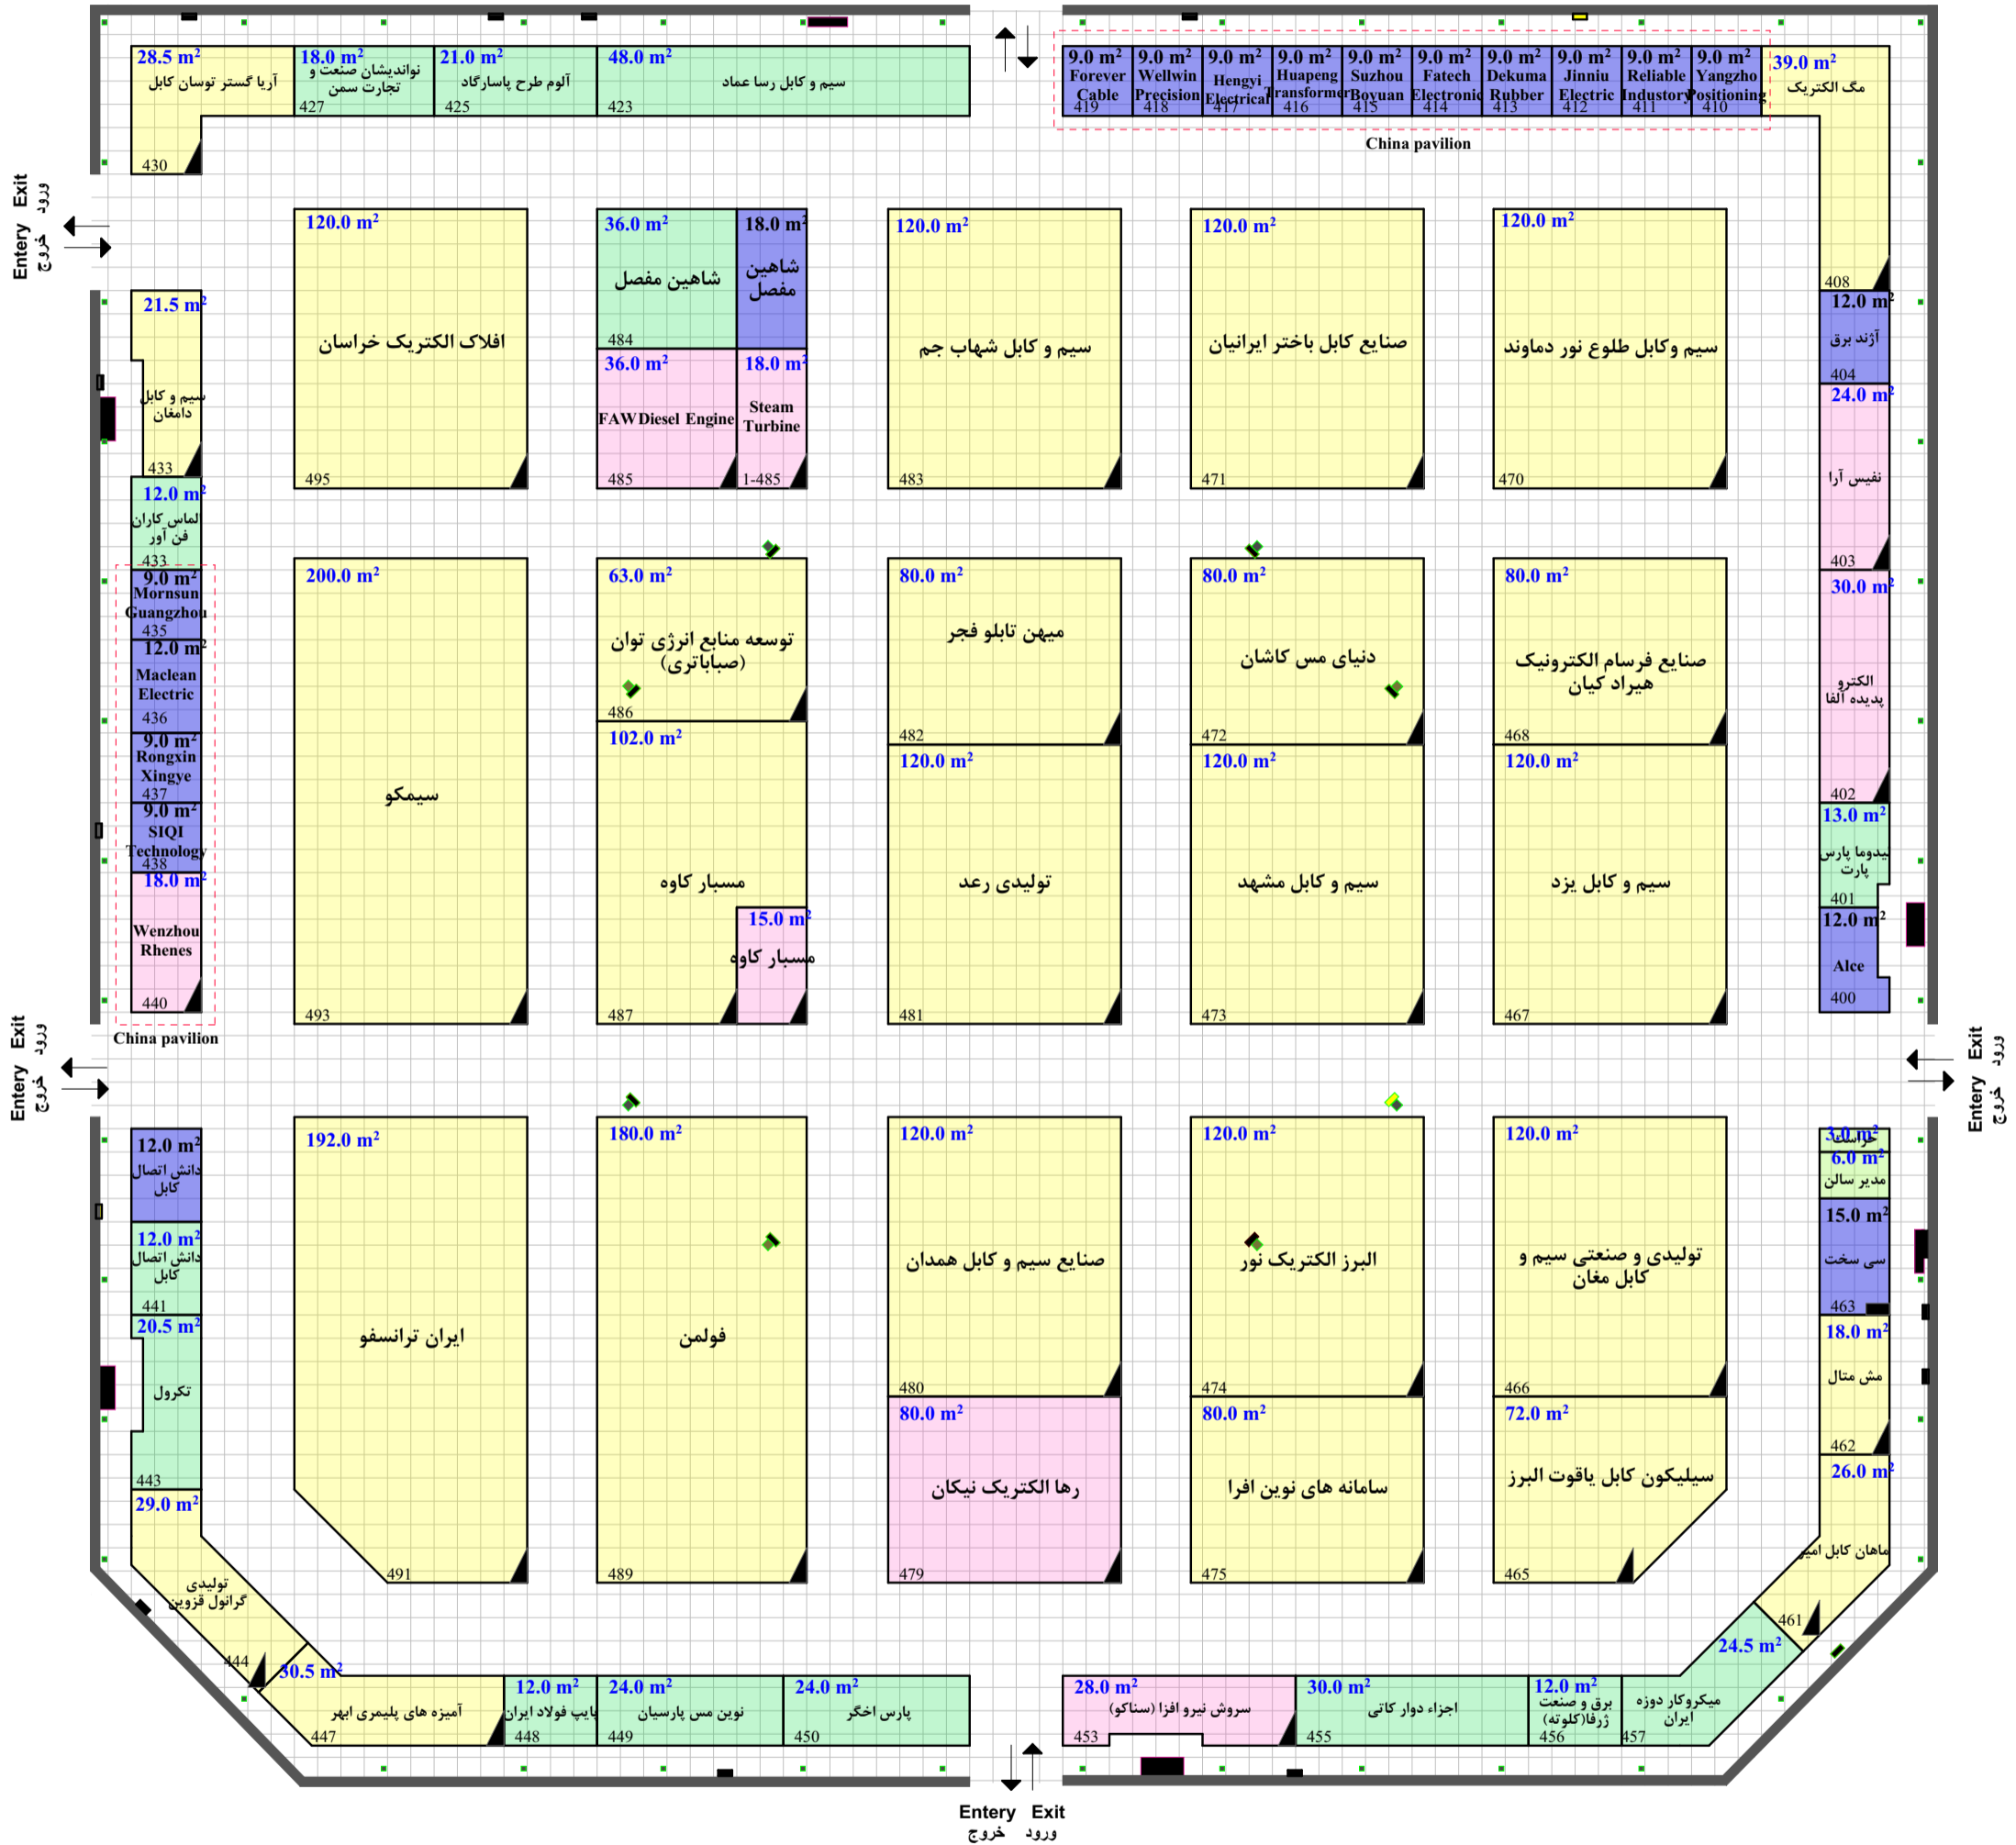 28.5 m²
آریا گستر توسان کابل
430
18.0 m²
نواندیشان صنعت و
تجارت سمن
427
21.0 m²
آلوم طرح پاسارگاد
425
48.0 m²
سیم و کابل رسا عماد
423
9.0 m²
Forever
Cable
419
9.0 m²
Wellwin
Precision
418
9.0 m²
Hengyi
Electrical
417
9.0 m²
Huapeng
Transformer
416
9.0 m²
Suzhou
Boyuan
415
9.0 m²
Fatech
Electronic
414
9.0 m²
Dekuma
Rubber
413
9.0 m²
Jinniu
Electric
412
9.0 m²
Reliable
Industory
411
9.0 m²
Yangzho
Positioning
410
China pavilion
39.0 m²
مگ الکتریک
408
Entery Exit
خروج ورود
120.0 m²
افلاک الکتریک خراسان
495
36.0 m²
شاهین مفصل
484
18.0 m²
شاهین
مفصل
36.0 m²
FAWDiesel Engine
485
18.0 m²
Steam
Turbine
1-485
120.0 m²
سیم و کابل شهاب جم
483
120.0 m²
صنایع کابل باختر ایرانیان
471
120.0 m²
سیم وکابل طلوع نور دماوند
470
12.0 m²
آژند برق
404
24.0 m²
نفیس آرا
403
30.0 m²
الکترو
پدیده آلفا
402
13.0 m²
بیدوما پارس
پارت
401
12.0 m²
Alce
400
21.5 m²
سیم و کابل
دامغان
433
12.0 m²
الماس کاران
فن آور
433
9.0 m²
Mornsun
Guangzhou
435
12.0 m²
Maclean
Electric
436
9.0 m²
Rongxin
Xingye
437
9.0 m²
SIQI
Technology
438
18.0 m²
Wenzhou
Rhenes
440
China pavilion
200.0 m²
سیمکو
493
63.0 m²
توسعه منابع انرژی توان
(صباباتری)
486
102.0 m²
مسبار کاوه
487
15.0 m²
مسبار کاوه
80.0 m²
میهن تابلو فجر
482
120.0 m²
تولیدی رعد
481
80.0 m²
دنیای مس کاشان
472
120.0 m²
سیم و کابل مشهد
473
80.0 m²
صنایع فرسام الکترونیک
هیراد کیان
468
120.0 m²
سیم و کابل یزد
467
Entery Exit
خروج ورود
Entery Exit
خروج ورود
12.0 m²
دانش اتصال
کابل
12.0 m²
دانش اتصال
کابل
441
20.5 m²
تکرول
443
29.0 m²
تولیدی
گرانول قزوین
444
192.0 m²
ایران ترانسفو
491
180.0 m²
فولمن
489
120.0 m²
صنایع سیم و کابل همدان
480
80.0 m²
رها الکتریک نیکان
479
120.0 m²
البرز الکتریک نور
474
80.0 m²
سامانه های نوین افرا
475
120.0 m²
تولیدی و صنعتی سیم و
کابل مغان
466
72.0 m²
سیلیکون کابل یاقوت البرز
465
3.0 m²
حراست
6.0 m²
مدیر سالن
15.0 m²
سی سخت
463
18.0 m²
مش متال
462
26.0 m²
ماهان کابل امیر
461
30.5 m²
آمیزه های پلیمری ابهر
447
12.0 m²
پایپ فولاد ایران
448
24.0 m²
نوین مس پارسیان
449
24.0 m²
پارس اخگر
450
28.0 m²
سروش نیرو افزا (سناکو)
453
30.0 m²
اجزاء دوار کاتی
455
12.0 m²
برق و صنعت
ژرفا(کلوته)
456
24.5 m²
میکروکار دوزه
ایران
457
Entery Exit
خروج ورود